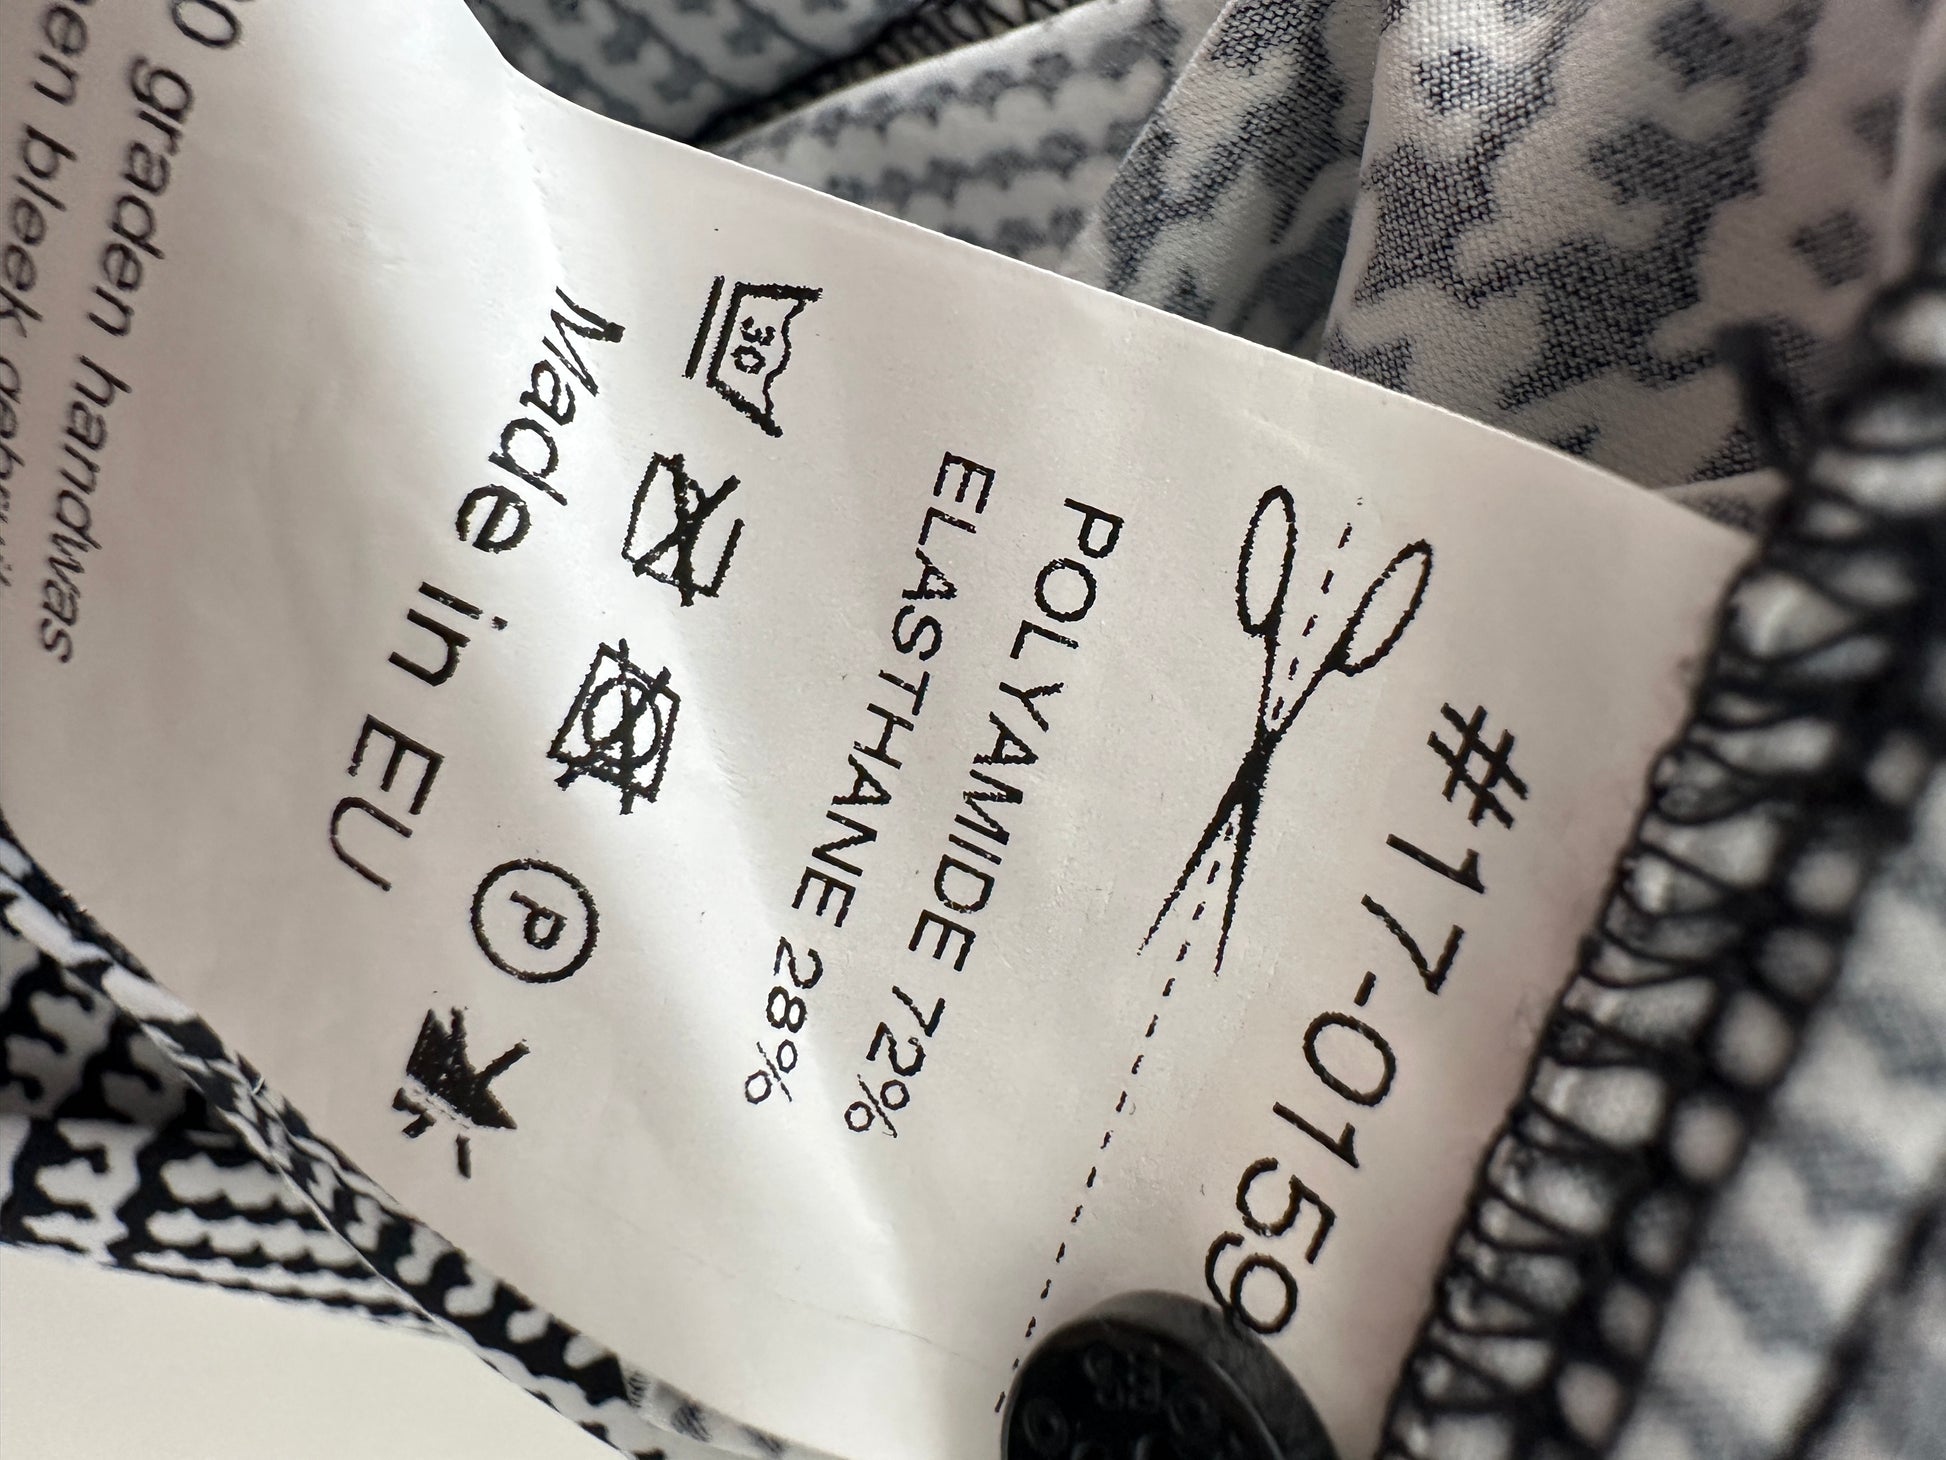 #17-0159
POLYAMIDE 72%
ELASTHANE 28%
30
P
Made in EU
graden handwas
bleek